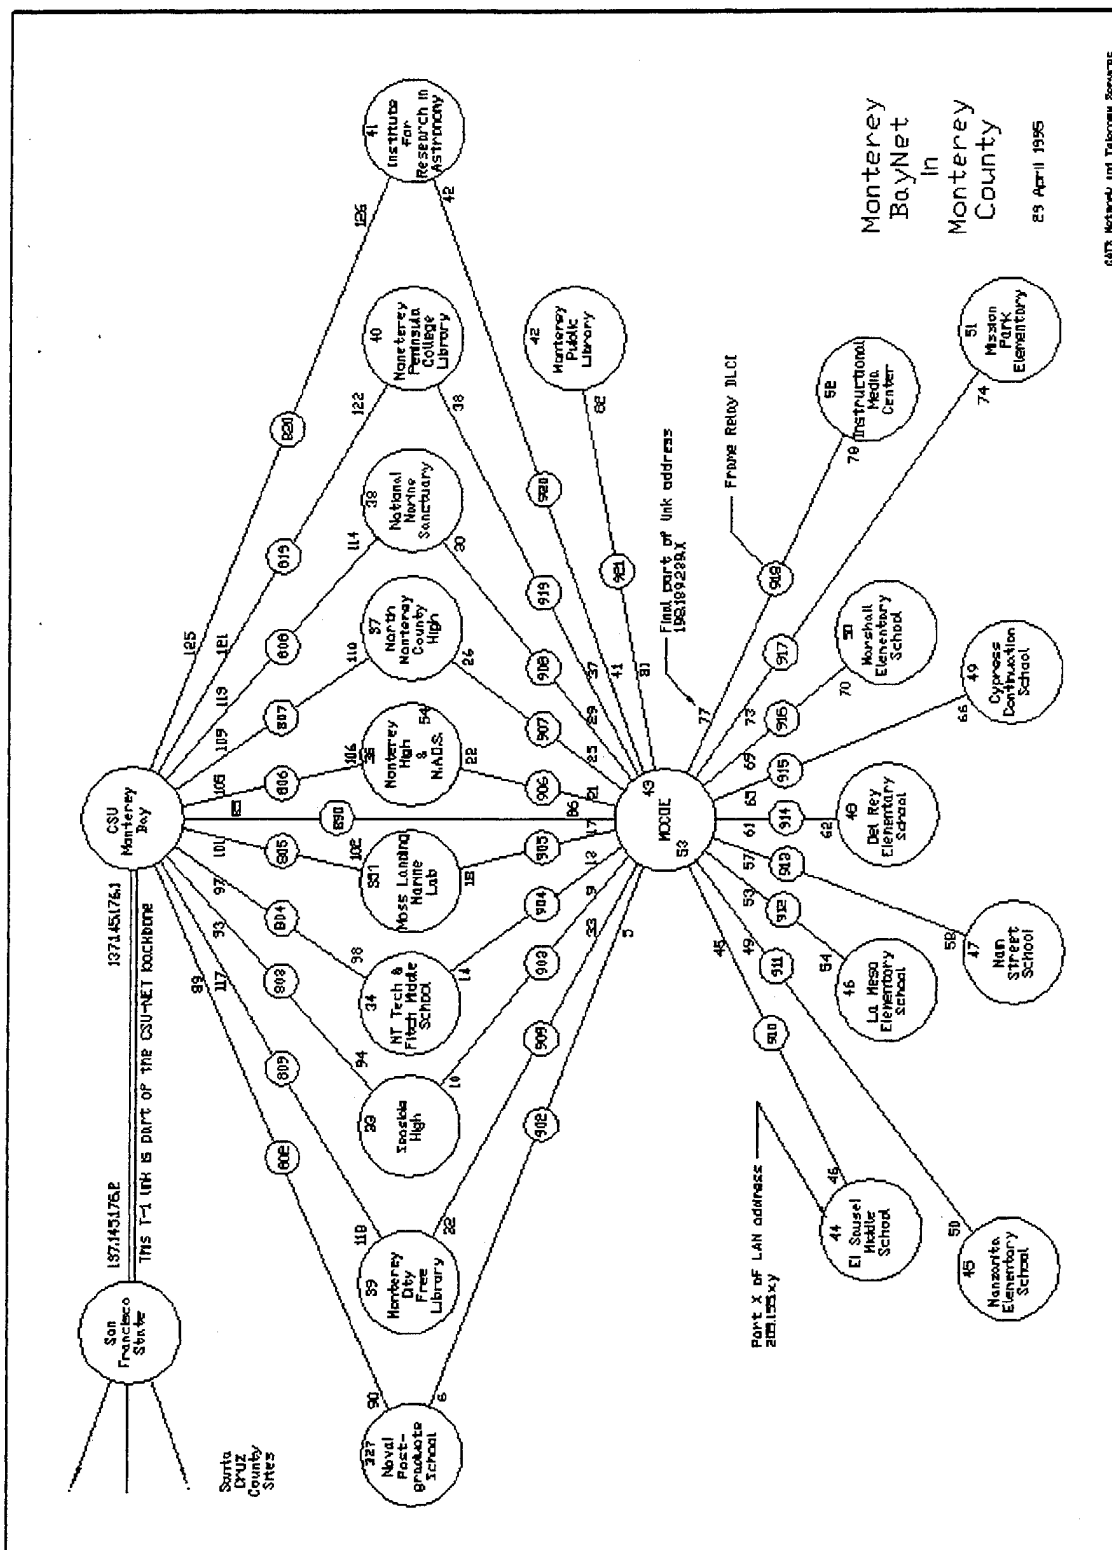 San
Francisco
State
137.145.176.2
This T-1 link is part of the CSU-NET backbone
137.145.176.1
CSU
Monterey
Bay
Santa
Cruz
County
Sites
89
117
93
97
101
105
109
113
121
125
802
809
803
804
805
890
806
807
808
819
820
90
118
94
98
102
106
110
114
122
126
327
Naval
Post-
graduate
School
6
39
Monterey
City
Free
Library
High
10
34
MT Tech &
Fitch Middle
School
14
Moss Landing
Marine
Lab
18
Monterey
High
&
N.A.D.S.
54
22
37
North
Monterey
County
High
26
38
National
Marine
Sanctuary
30
40
Peninsula
College
Library
38
41
Institute
for
Research in
Astronomy
42
902
909
903
904
905
906
907
908
919
920
921
42
Monterey
Public
Library
82
5
33
9
13
17
86
21
25
29
37
41
81
MCCOE
43
53
Final part of link address
198.189.239.X
Frame Relay DLCI
Part X of LAN address
45
49
53
57
61
65
69
73
77
910
911
912
913
914
915
916
917
918
44
El Sausel
Middle
School
46
45
Manzanita
Elementary
School
50
46
La Mesa
Elementary
School
54
47
Street
School
58
48
Del Rey
Elementary
School
62
49
Cypress
Continuation
School
66
50
Marshall
Elementary
School
70
51
Mission
Park
Elementary
74
52
Instructional
Media
Center
78
Monterey
BayNet
in
Monterey
County
29 April 1995